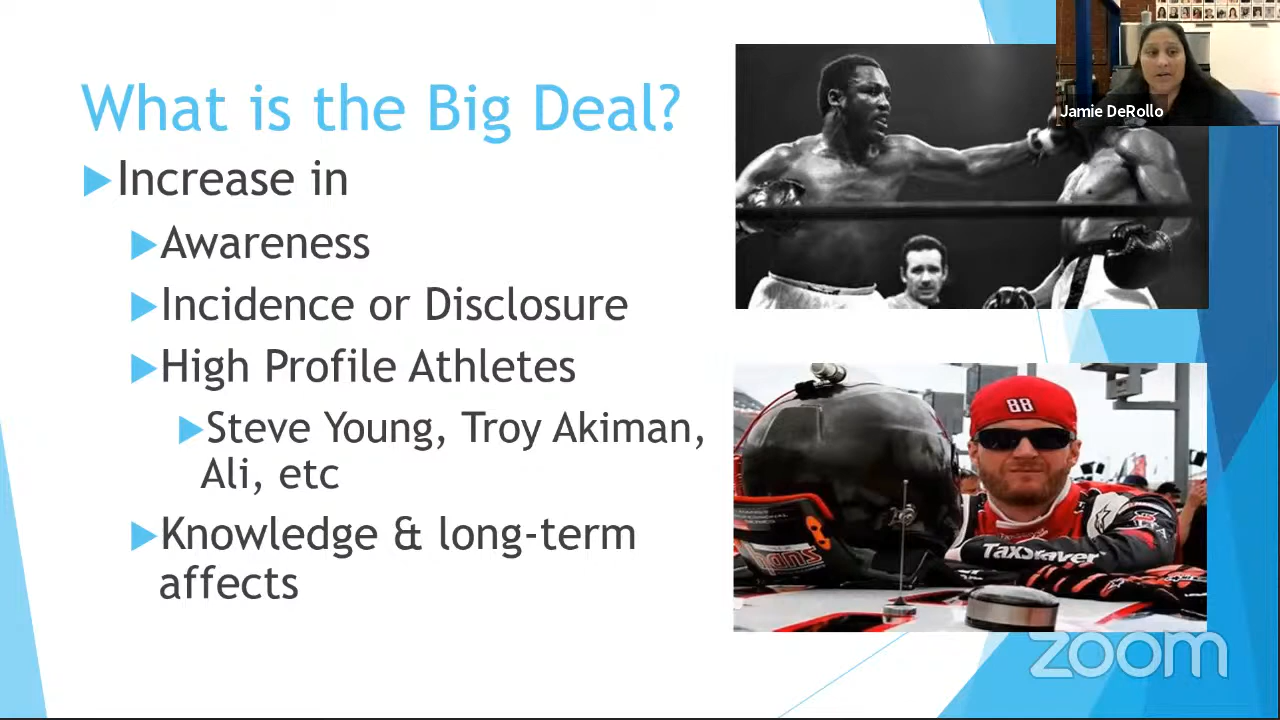 What is the Big Deal?
Increase in
Awareness
Incidence or Disclosure
High Profile Athletes
Steve Young, Troy Akiman,
Ali, etc
Knowledge & long-term
affects
Jamie DeRollo
88
zoom